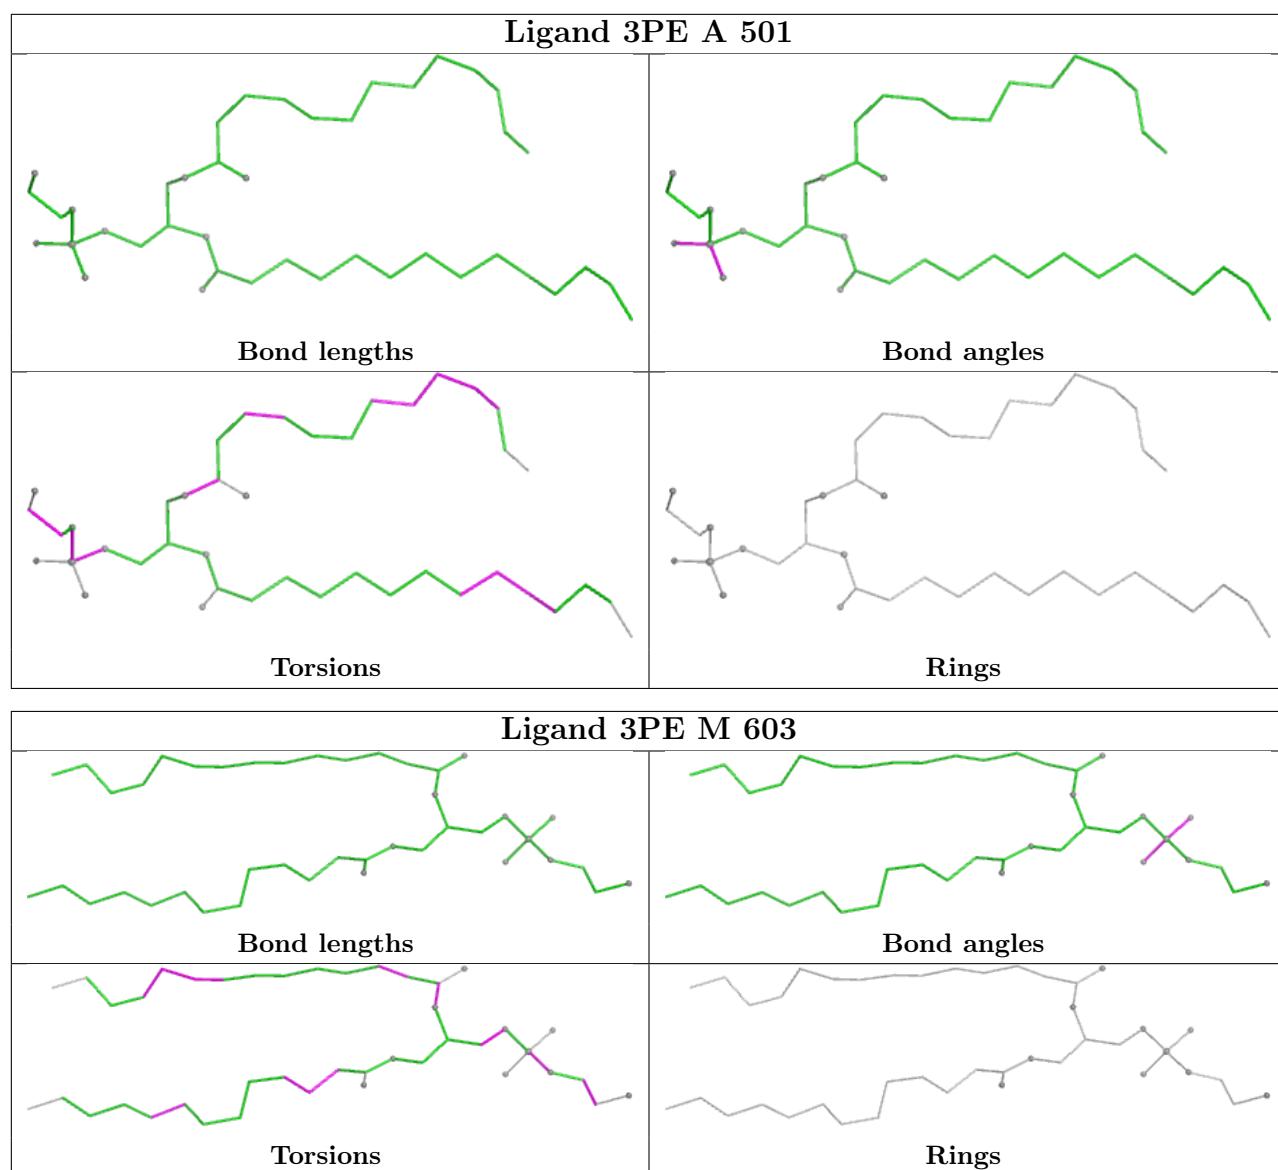 Ligand 3PE A 501
Bond lengths
Bond angles
Torsions
Rings
Ligand 3PE M 603
Bond lengths
Bond angles
Torsions
Rings